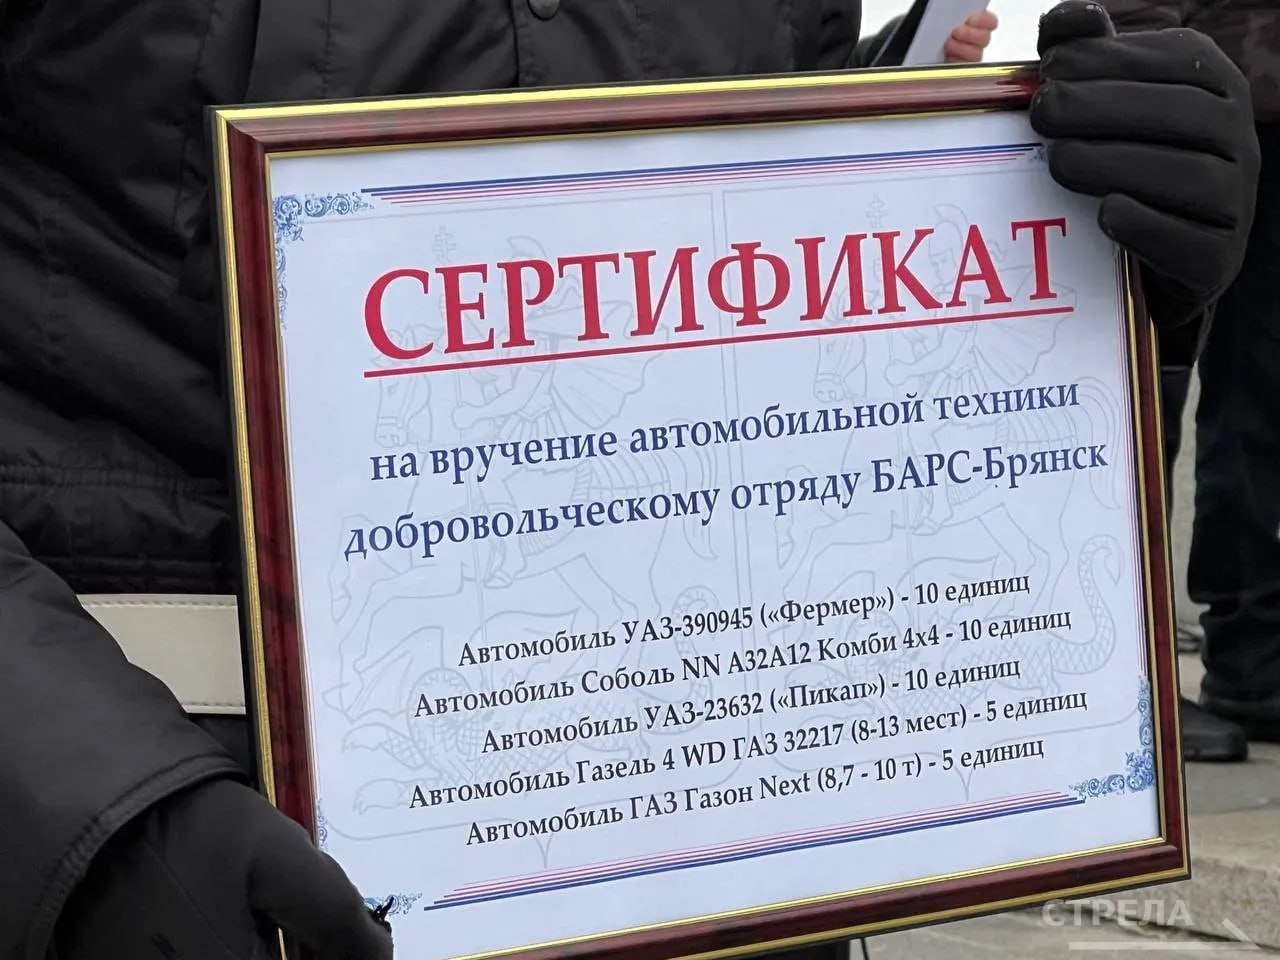 СЕРТИФИКАТ
на вручение автомобильной техники
добровольческому отряду БАРС-Брянск
Автомобиль УАЗ-390945 («Фермер») - 10 единиц
Автомобиль Соболь NN А32А12 Комби 4х4 - 10 единиц
Автомобиль УАЗ-23632 («Пикап») - 10 единиц
Автомобиль Газель 4 WD ГАЗ 32217 (8-13 мест) - 5 единиц
Автомобиль ГАЗ Газон Next (8,7 - 10 т) - 5 единиц
СТРЕЛА